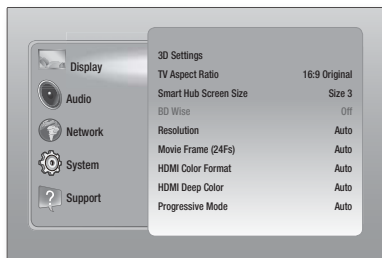 Display
Audio
Network
System
Support
3D Settings
TV Aspect Ratio 16:9 Original
Smart Hub Screen Size Size 3
BD Wise Off
Resolution Auto
Movie Frame (24Fs) Auto
HDMI Color Format Auto
HDMI Deep Color Auto
Progressive Mode Auto